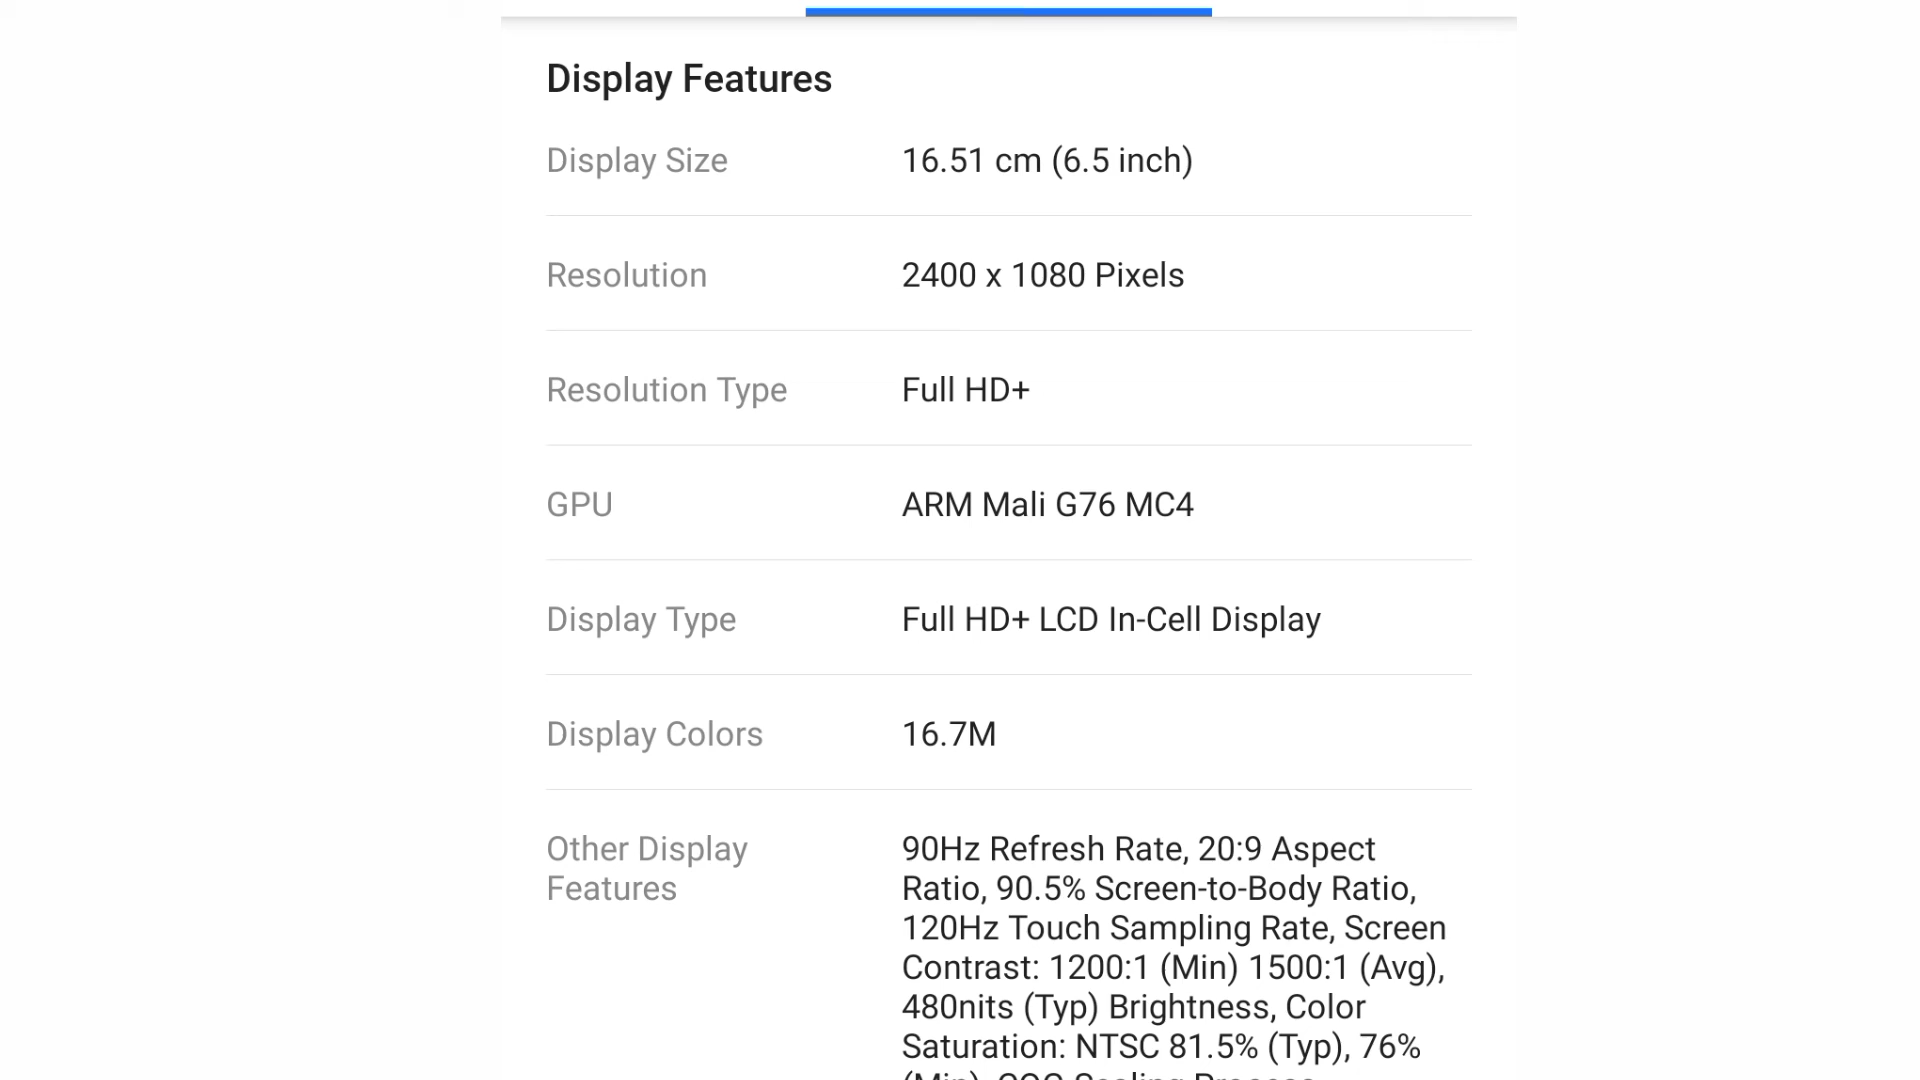 Display Features
Display Size 16.51 cm (6.5 inch)
Resolution 2400 x 1080 Pixels
Resolution Type Full HD+
GPU ARM Mali G76 MC4
Display Type Full HD+ LCD In-Cell Display
Display Colors 16.7M
Other Display 90Hz Refresh Rate, 20:9 Aspect
Features Ratio, 90.5% Screen-to-Body Ratio,
120Hz Touch Sampling Rate, Screen
Contrast: 1200:1 (Min) 1500:1 (Avg),
480nits (Typ) Brightness, Color
Saturation: NTSC 81.5% (Typ), 76%